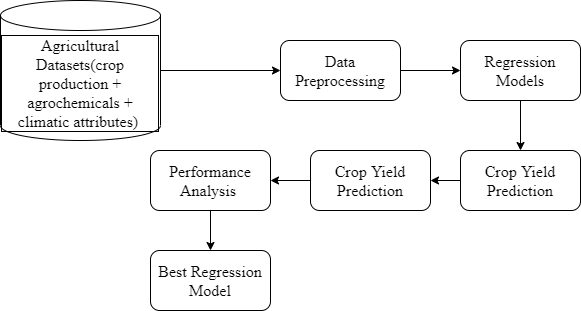 Agricultural
Datasets(crop
production +
agrochemicals +
climatic attributes)
Data
Preprocessing
Regression
Models
Crop Yield
Prediction
Crop Yield
Prediction
Performance
Analysis
Best Regression
Model